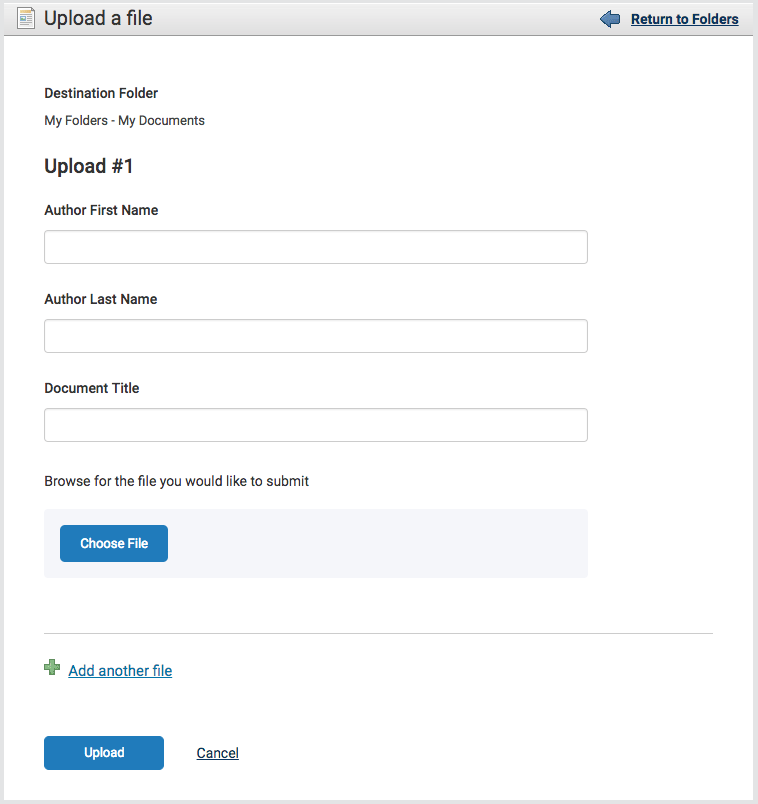 Upload a file
Return to Folders
Destination Folder
My Folders - My Documents
Upload #1
Author First Name
Author Last Name
Document Title
Browse for the file you would like to submit
Choose File
Add another file
Upload
Cancel